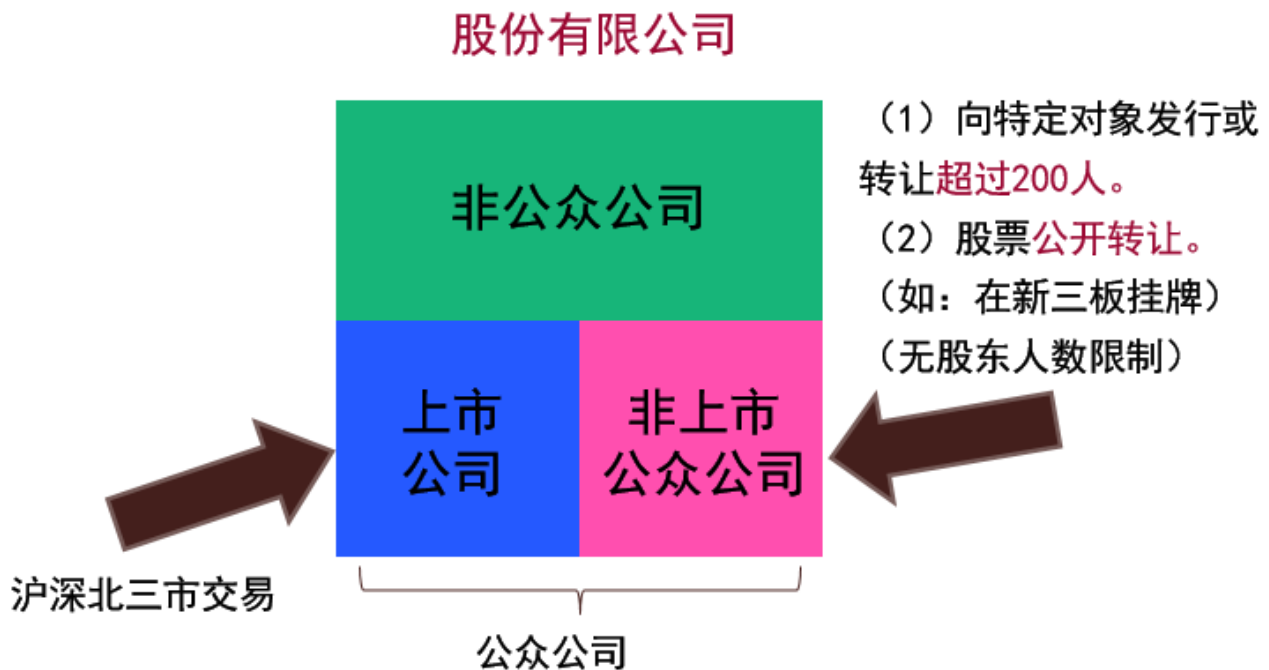 股份有限公司
非公众公司
（1）向特定对象发行或
转让超过200人。
（2）股票公开转让。
（如：在新三板挂牌）
（无股东人数限制）
上市
公司
非上市
公众公司
沪深北三市交易
公众公司